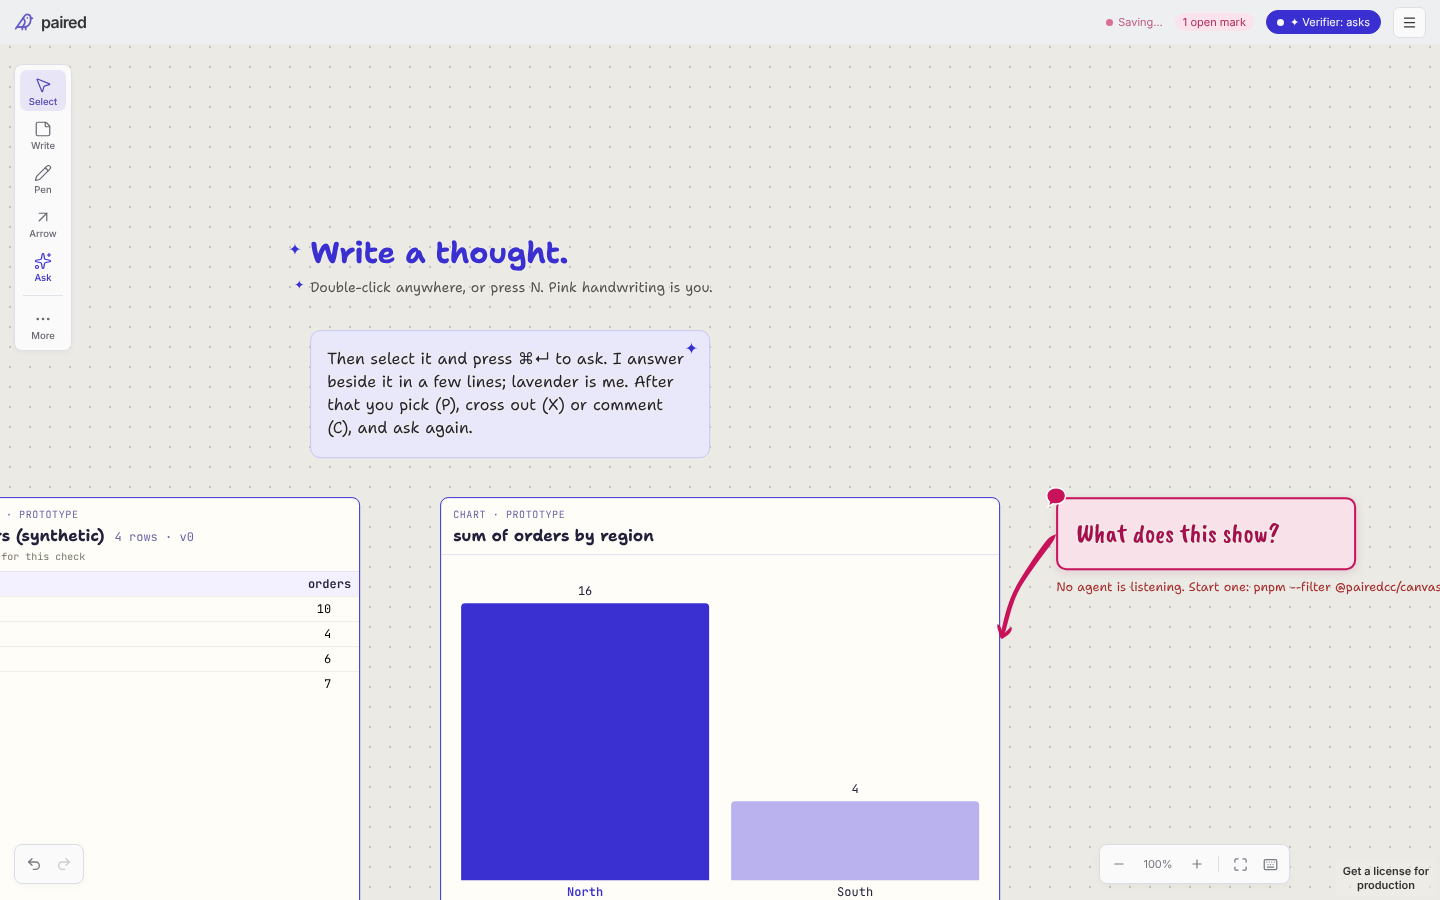 paired
Saving...
1 open mark
✦ Verifier: asks
Select
Write
Pen
Arrow
Ask
More
Write a thought.
Double-click anywhere, or press N. Pink handwriting is you.
Then select it and press ⌘↵ to ask. I answer
beside it in a few lines; lavender is me. After
that you pick (P), cross out (X) or comment
(C), and ask again.
· PROTOTYPE
s (synthetic) 4 rows · v0
for this check
orders
10
4
6
7
CHART · PROTOTYPE
sum of orders by region
16
4
North
South
What does this show?
No agent is listening. Start one: pnpm --filter @pairedcc/canvas
100%
Get a license for
production